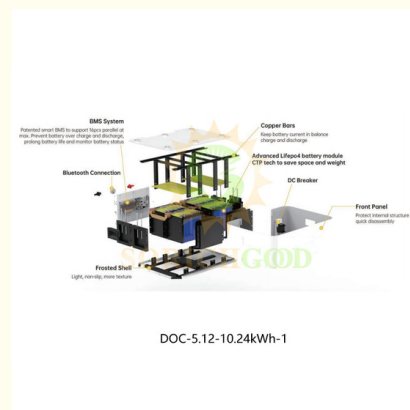 BMS System
Patented smart BMS to support 16pcs parallel at
max. Prevent battery over charge and discharge,
prolong battery life and monitor battery status
Copper Bars
Keep battery current in balance
charge and discharge
Advanced Lifepo4 battery module
CTP tech to save space and weight
Bluetooth Connection
DC Breaker
Front Panel
Protect internal structure
quick disassembly
GOOD
Frosted Shell
Light, non-slip, more texture
DOC-5.12-10.24kWh-1